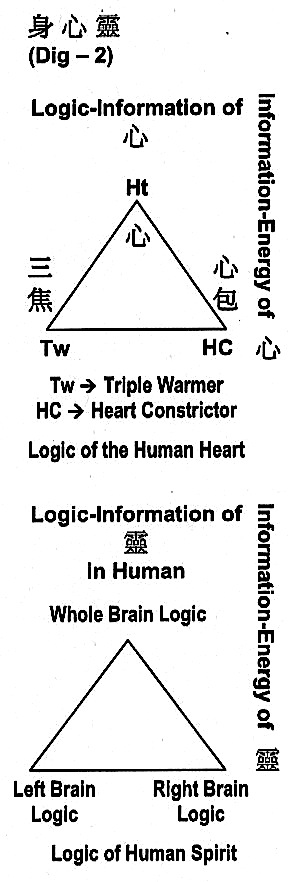 身心靈
(Dig – 2)
Logic-Information of
心
Information-Energy of 心
Ht
心
三焦
心包
Tw
HC
Tw → Triple Warmer
HC → Heart Constrictor
Logic of the Human Heart
Logic-Information of
靈
In Human
Information-Energy of 靈
Whole Brain Logic
Left Brain
Logic
Right Brain
Logic
Logic of Human Spirit